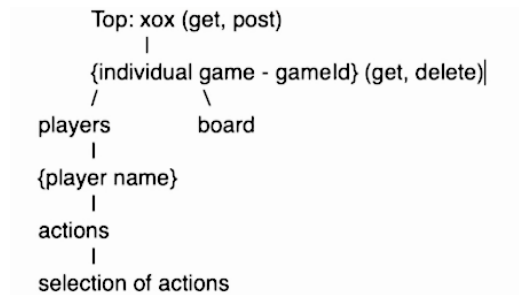 Top: xox (get, post)
|
{individual game - gameId} (get, delete)
/ \
players board
|
{player name}
|
actions
|
selection of actions